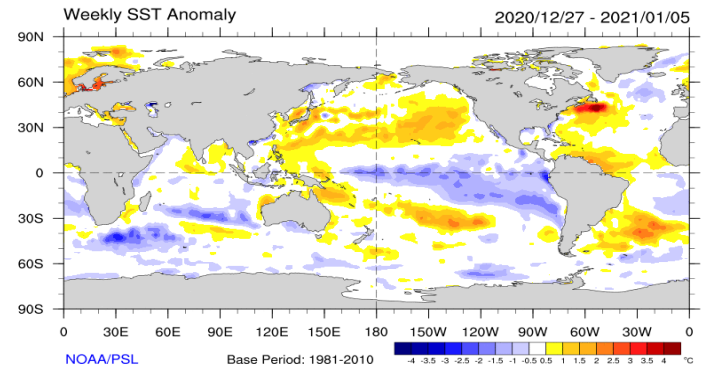 Weekly SST Anomaly 2020/12/27 - 2021/01/05
90N
60N
30N
0
30S
60S
90S
0 30E 60E 90E 120E 150E 180 150W 120W 90W 60W 30W 0
NOAA/PSL Base Period: 1981-2010
-4 -3.5 -3 -2.5 -2 -1.5 -1 -0.5 0.5 1 1.5 2 2.5 3 3.5 4 °C